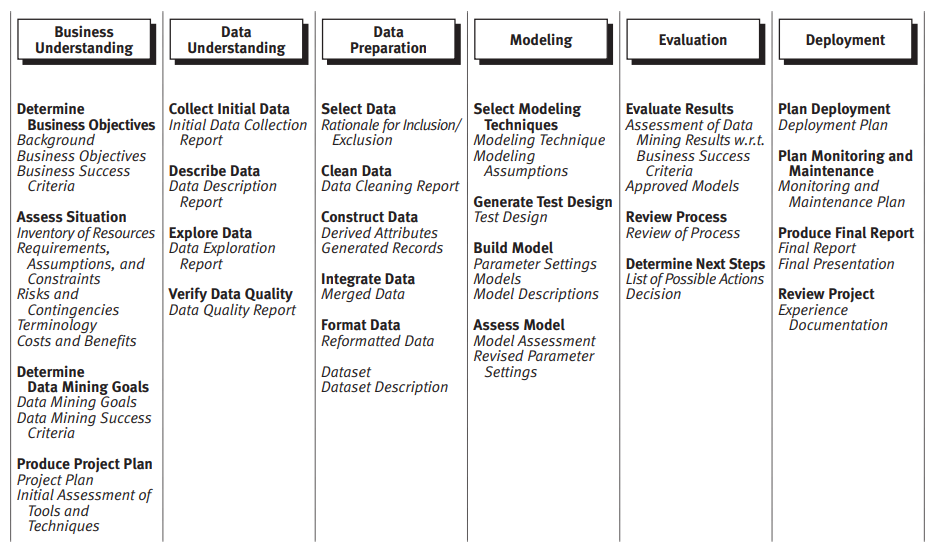 Business
Understanding
Data
Understanding
Data
Preparation
Modeling
Evaluation
Deployment
Determine
Business Objectives
Background
Business Objectives
Business Success
Criteria
Assess Situation
Inventory of Resources
Requirements,
Assumptions, and
Constraints
Risks and
Contingencies
Terminology
Costs and Benefits
Determine
Data Mining Goals
Data Mining Goals
Data Mining Success
Criteria
Produce Project Plan
Project Plan
Initial Assessment of
Tools and
Techniques
Collect Initial Data
Initial Data Collection
Report
Describe Data
Data Description
Report
Explore Data
Data Exploration
Report
Verify Data Quality
Data Quality Report
Select Data
Rationale for Inclusion/
Exclusion
Clean Data
Data Cleaning Report
Construct Data
Derived Attributes
Generated Records
Integrate Data
Merged Data
Format Data
Reformatted Data
Dataset
Dataset Description
Select Modeling
Techniques
Modeling Technique
Modeling
Assumptions
Generate Test Design
Test Design
Build Model
Parameter Settings
Models
Model Descriptions
Assess Model
Model Assessment
Revised Parameter
Settings
Evaluate Results
Assessment of Data
Mining Results w.r.t.
Business Success
Criteria
Approved Models
Review Process
Review of Process
Determine Next Steps
List of Possible Actions
Decision
Plan Deployment
Deployment Plan
Plan Monitoring and
Maintenance
Monitoring and
Maintenance Plan
Produce Final Report
Final Report
Final Presentation
Review Project
Experience
Documentation